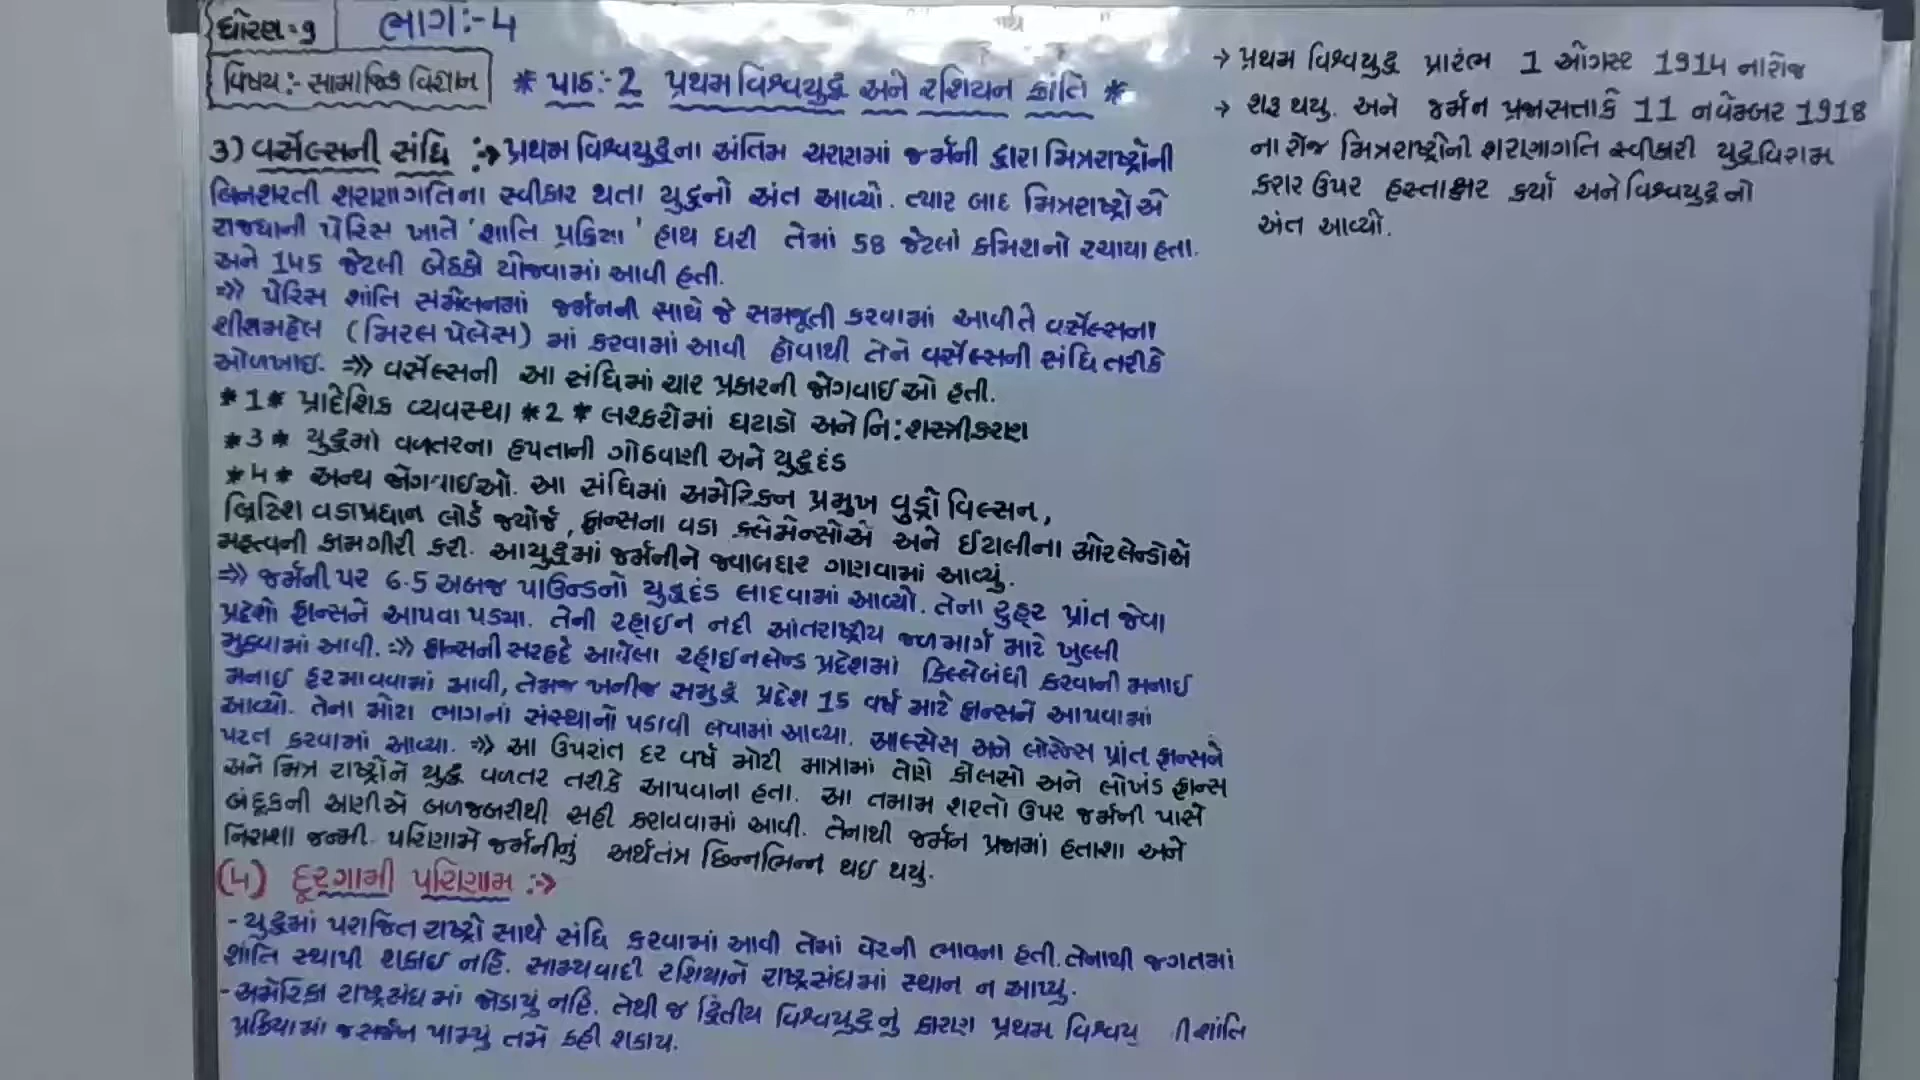 ધોરણ:- 9 ભાગ:-4
વિષય:- સામાજિક વિજ્ઞાન
* પાઠ:-2 પ્રથમ વિશ્વયુદ્ધ અને રશિયન ક્રાંતિ *
3) વર્સેલ્સની સંધિ :→ પ્રથમ વિશ્વયુદ્ધના અંતિમ ચરણમાં જર્મની દ્વારા મિત્રરાષ્ટ્રોની
બિનશરતી શરણાગતિના સ્વીકાર થતા યુદ્ધનો અંત આવ્યો. ત્યાર બાદ મિત્રરાષ્ટ્રોએ
રાજધાની પેરિસ ખાતે 'શાંતિ પ્રક્રિયા' હાથ ધરી તેમાં 58 જેટલાં કમિશનો રચાયા હતા.
અને 145 જેટલી બેઠકો યોજવામાં આવી હતી.
⇒> પેરિસ શાંતિ સંમેલનમાં જર્મનની સાથે જે સમજૂતી કરવામાં આવી તે વર્સેલ્સના
શીશમહેલ (મિરલ પેલેસ) માં કરવામાં આવી હોવાથી તેને વર્સેલ્સની સંધિ તરીકે
ઓળખાઇ. ⇒> વર્સેલ્સની આ સંધિમાં ચાર પ્રકારની જોગવાઈઓ હતી.
*1* પ્રાદેશિક વ્યવસ્થા *2* લશ્કરોમાં ઘટાડો અને નિ:શસ્ત્રીકરણ
*3* યુદ્ધમાં વળતરના હપતાની ગોઠવણી અને યુદ્ધદંડ
*4* અન્ય જોગવાઈઓ. આ સંધિમાં અમેરિકન પ્રમુખ વુડ્રો વિલ્સન,
બ્રિટિશ વડાપ્રધાન લોર્ડ જ્યોર્જ, ફ્રાન્સના વડા ક્લેમેન્સોએ અને ઈટાલીના ઓરલેન્ડોએ
મહત્વની કામગીરી કરી. આ યુદ્ધમાં જર્મનીને જવાબદાર ગણવામાં આવ્યું.
⇒> જર્મની પર 6.5 અબજ પાઉન્ડનો યુદ્ધદંડ લાદવામાં આવ્યો. તેના રુહર પ્રાંત જેવા
પ્રદેશો ફ્રાન્સને આપવા પડ્યા. તેની રહાઈન નદી આંતરાષ્ટ્રીય જળમાર્ગ માટે ખુલ્લી
મુકવામાં આવી. ⇒> ફ્રાન્સની સરહદે આવેલા રહાઈનલેન્ડ પ્રદેશમાં કિલ્લેબંધી કરવાની મનાઈ
મનાઇ ફરમાવવામાં આવી, તેમજ ખનીજ સમૃદ્ધ પ્રદેશ 15 વર્ષ માટે ફ્રાન્સને આપવામાં
આવ્યો. તેના મોટા ભાગનાં સંસ્થાનો પડાવી લેવામાં આવ્યા. આલ્સેસ અને લોરેન્સ પ્રાંત ફ્રાન્સને
પરત કરવામાં આવ્યા. ⇒> આ ઉપરાંત દર વર્ષે મોટી માત્રામાં તેણે કોલસો અને લોખંડ ફ્રાન્સ
અને મિત્ર રાષ્ટ્રોને યુદ્ધ વળતર તરીકે આપવાના હતા. આ તમામ શરતો ઉપર જર્મની પાસે
બંદૂકની અણીએ બળજબરીથી સહી કરાવવામાં આવી. તેનાથી જર્મન પ્રજામાં હતાશા અને
નિરાશા જન્મી. પરિણામે જર્મનીનું અર્થતંત્ર છિન્નભિન્ન થઇ થયું.
(4) દૂરગામી પરિણામ :→
- યુદ્ધમાં પરાજિત રાષ્ટ્રો સાથે સંધિ કરવામાં આવી તેમાં વેરની ભાવના હતી. તેનાથી જગતમાં
શાંતિ સ્થાપી શકાઇ નહિ. સામ્યવાદી રશિયાને રાષ્ટ્રસંઘમાં સ્થાન ન આપ્યુ.
- અમેરિકા રાષ્ટ્રસંઘમાં જોડાયું નહિ. તેથી જ દ્વિતીય વિશ્વયુદ્ધનું કારણ પ્રથમ વિશ્વયુ ની શાંતિ
પ્રક્રિયામાં જ સર્જન પામ્યુ તમે કહી શકાય.
→ પ્રથમ વિશ્વયુદ્ધ પ્રારંભ 1 ઓગસ્ટ 1914 ના રોજ
→ શરૂ થયુ. અને જર્મન પ્રજાસત્તાકે 11 નવેમ્બર 1918
ના રોજ મિત્રરાષ્ટ્રોની શરણાગતિ સ્વીકારી યુદ્ધવિરામ
કરાર ઉપર હસ્તાક્ષર કર્યા અને વિશ્વયુદ્ધનો
અંત આવ્યો.